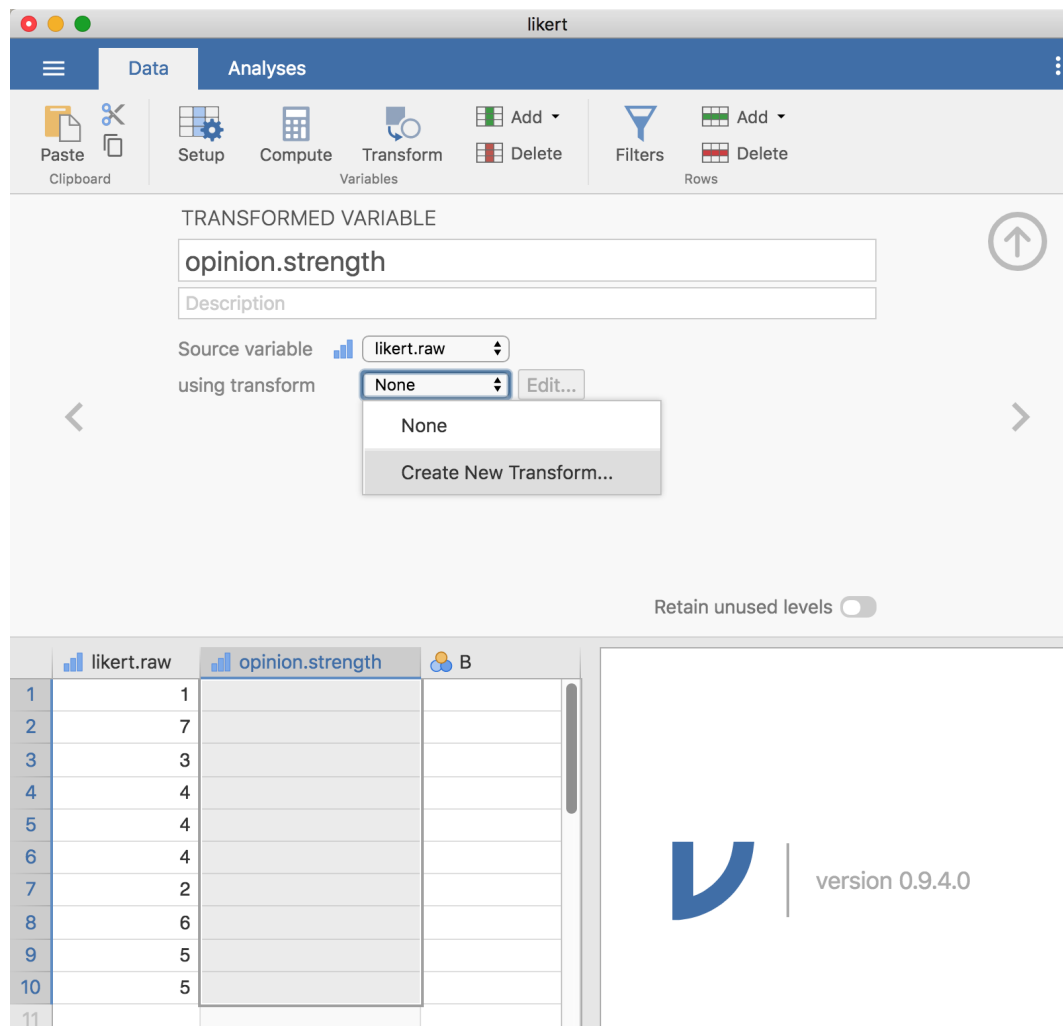 likert
Data Analyses
Paste Setup Compute Transform Add Delete Filters Add Delete
Clipboard Variables Rows
TRANSFORMED VARIABLE
opinion.strength
Description
Source variable likert.raw
using transform None Edit...
None
Create New Transform...
Retain unused levels
likert.raw opinion.strength B
1 1
2 7
3 3
4 4
5 4
6 4
7 2
8 6
9 5
10 5
11
version 0.9.4.0